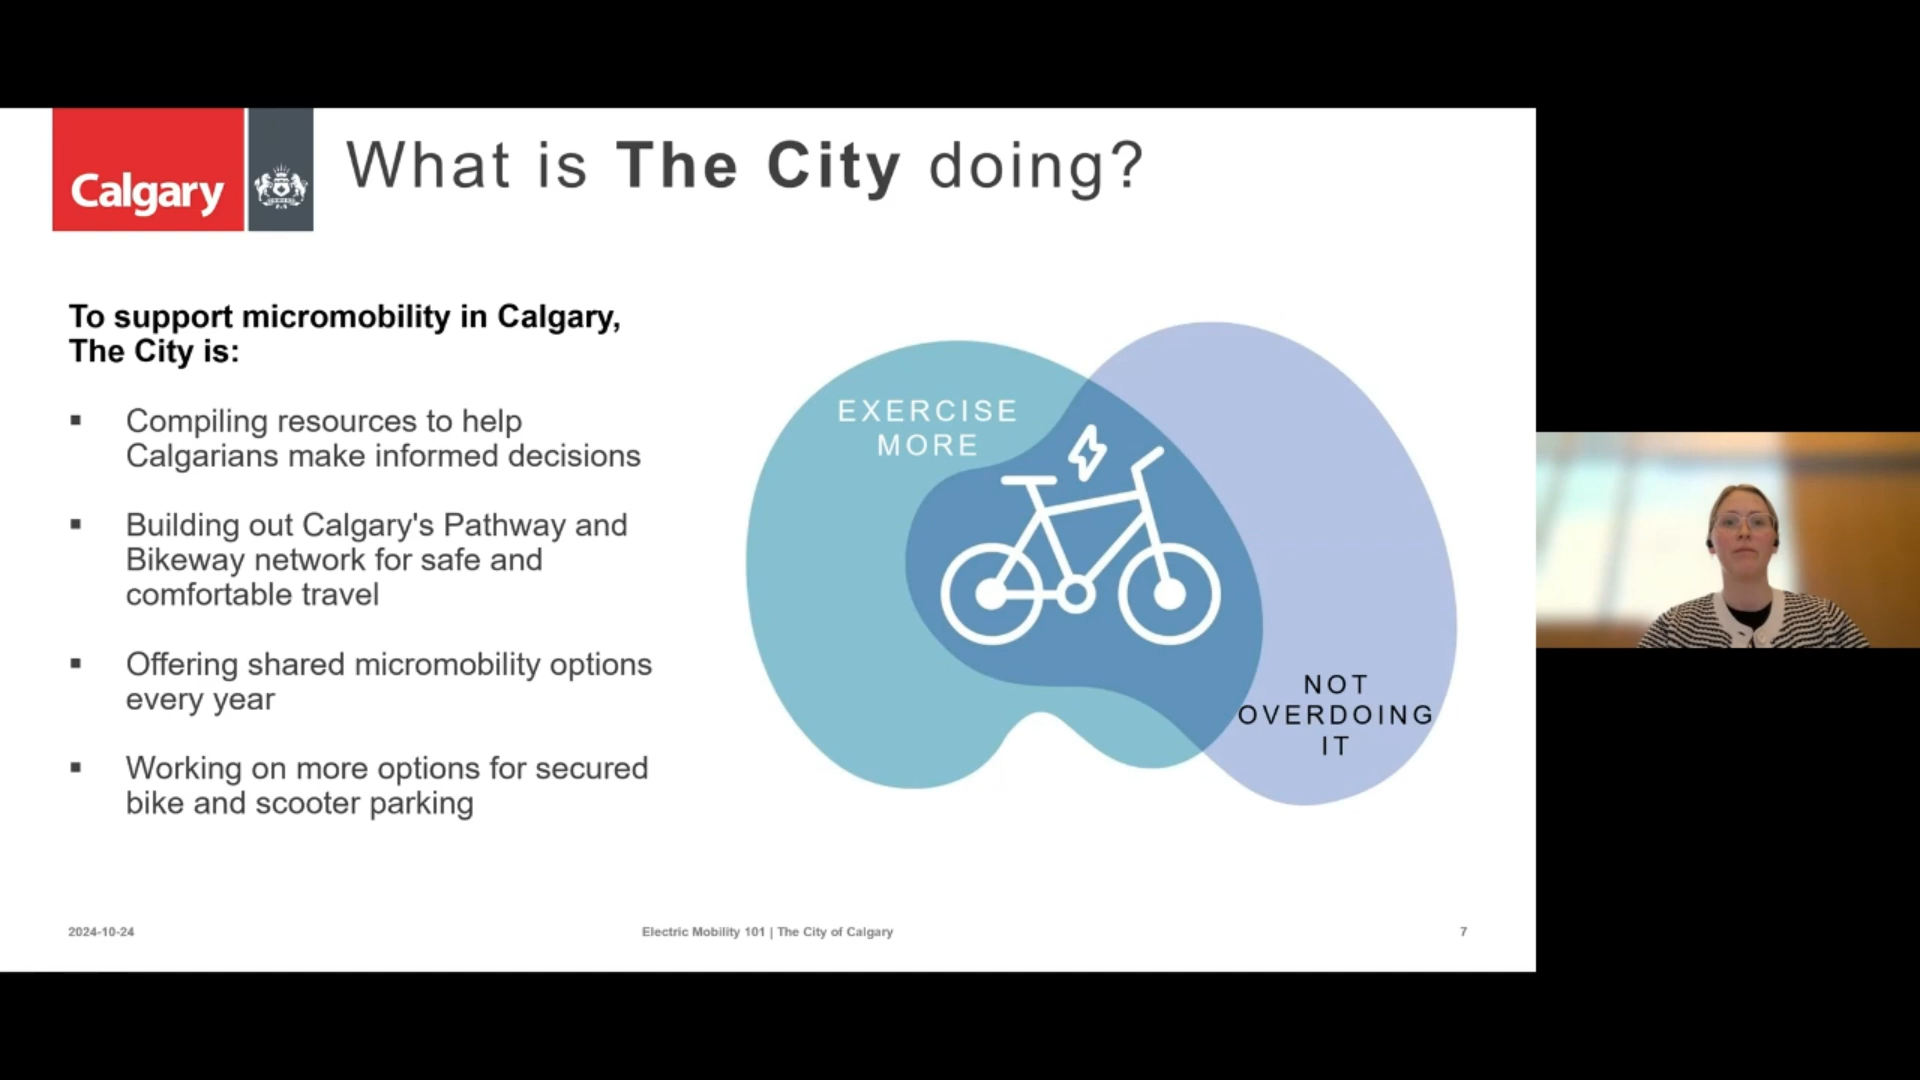 Calgary
What is The City doing?
To support micromobility in Calgary,
The City is:
▪ Compiling resources to help
Calgarians make informed decisions
▪ Building out Calgary's Pathway and
Bikeway network for safe and
comfortable travel
▪ Offering shared micromobility options
every year
▪ Working on more options for secured
bike and scooter parking
EXERCISE
MORE
NOT
OVERDOING
IT
2024-10-24
Electric Mobility 101 | The City of Calgary
7